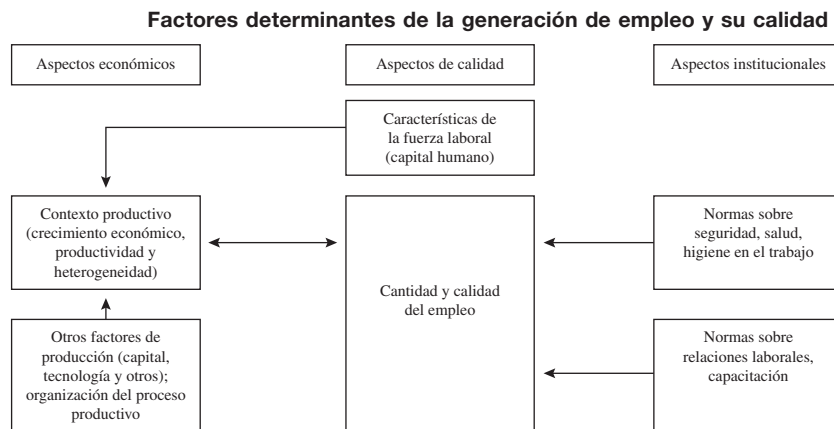 Factores determinantes de la generación de empleo y su calidad
Aspectos económicos
Aspectos de calidad
Aspectos institucionales
Características de
la fuerza laboral
(capital humano)
Contexto productivo
(crecimiento económico,
productividad y
heterogeneidad)
Cantidad y calidad
del empleo
Normas sobre
seguridad, salud,
higiene en el trabajo
Otros factores de
producción (capital,
tecnología y otros);
organización del proceso
productivo
Normas sobre
relaciones laborales,
capacitación